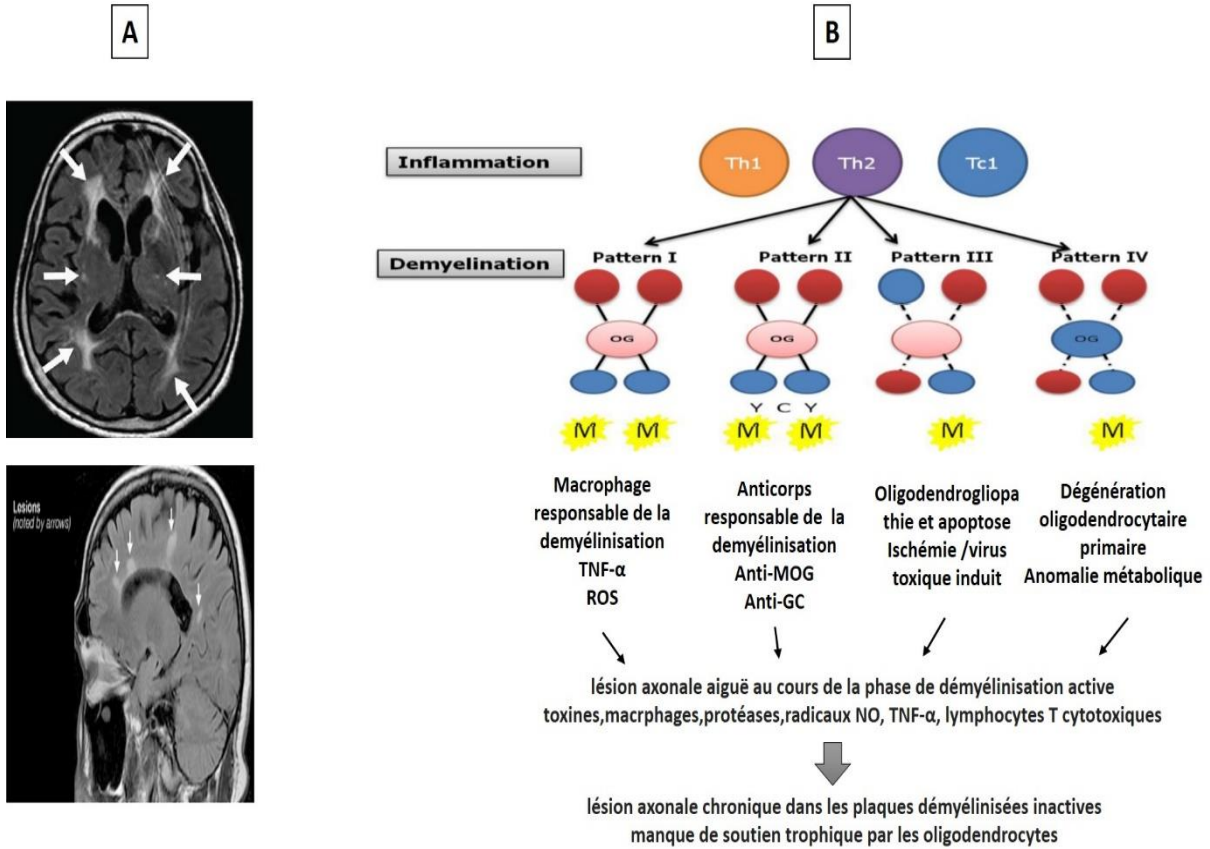 A
B
Lesions
(noted by arrows)
Inflammation
Th1
Th2
Tc1
Demyelination
Pattern I
Pattern II
Pattern III
Pattern IV
OG
OG
OG
Y C Y
M
M
M
M
M
M
Macrophage
responsable de la
demyélinisation
TNF-α
ROS
Anticorps
responsable de la
demyélinisation
Anti-MOG
Anti-GC
Oligodendrogliopa
thie et apoptose
Ischémie /virus
toxique induit
Dégénération
oligodendrocytaire
primaire
Anomalie métabolique
lésion axonale aiguë au cours de la phase de démyélinisation active
toxines,macrphages,protéases,radicaux NO, TNF-α, lymphocytes T cytotoxiques
lésion axonale chronique dans les plaques démyélinisées inactives
manque de soutien trophique par les oligodendrocytes